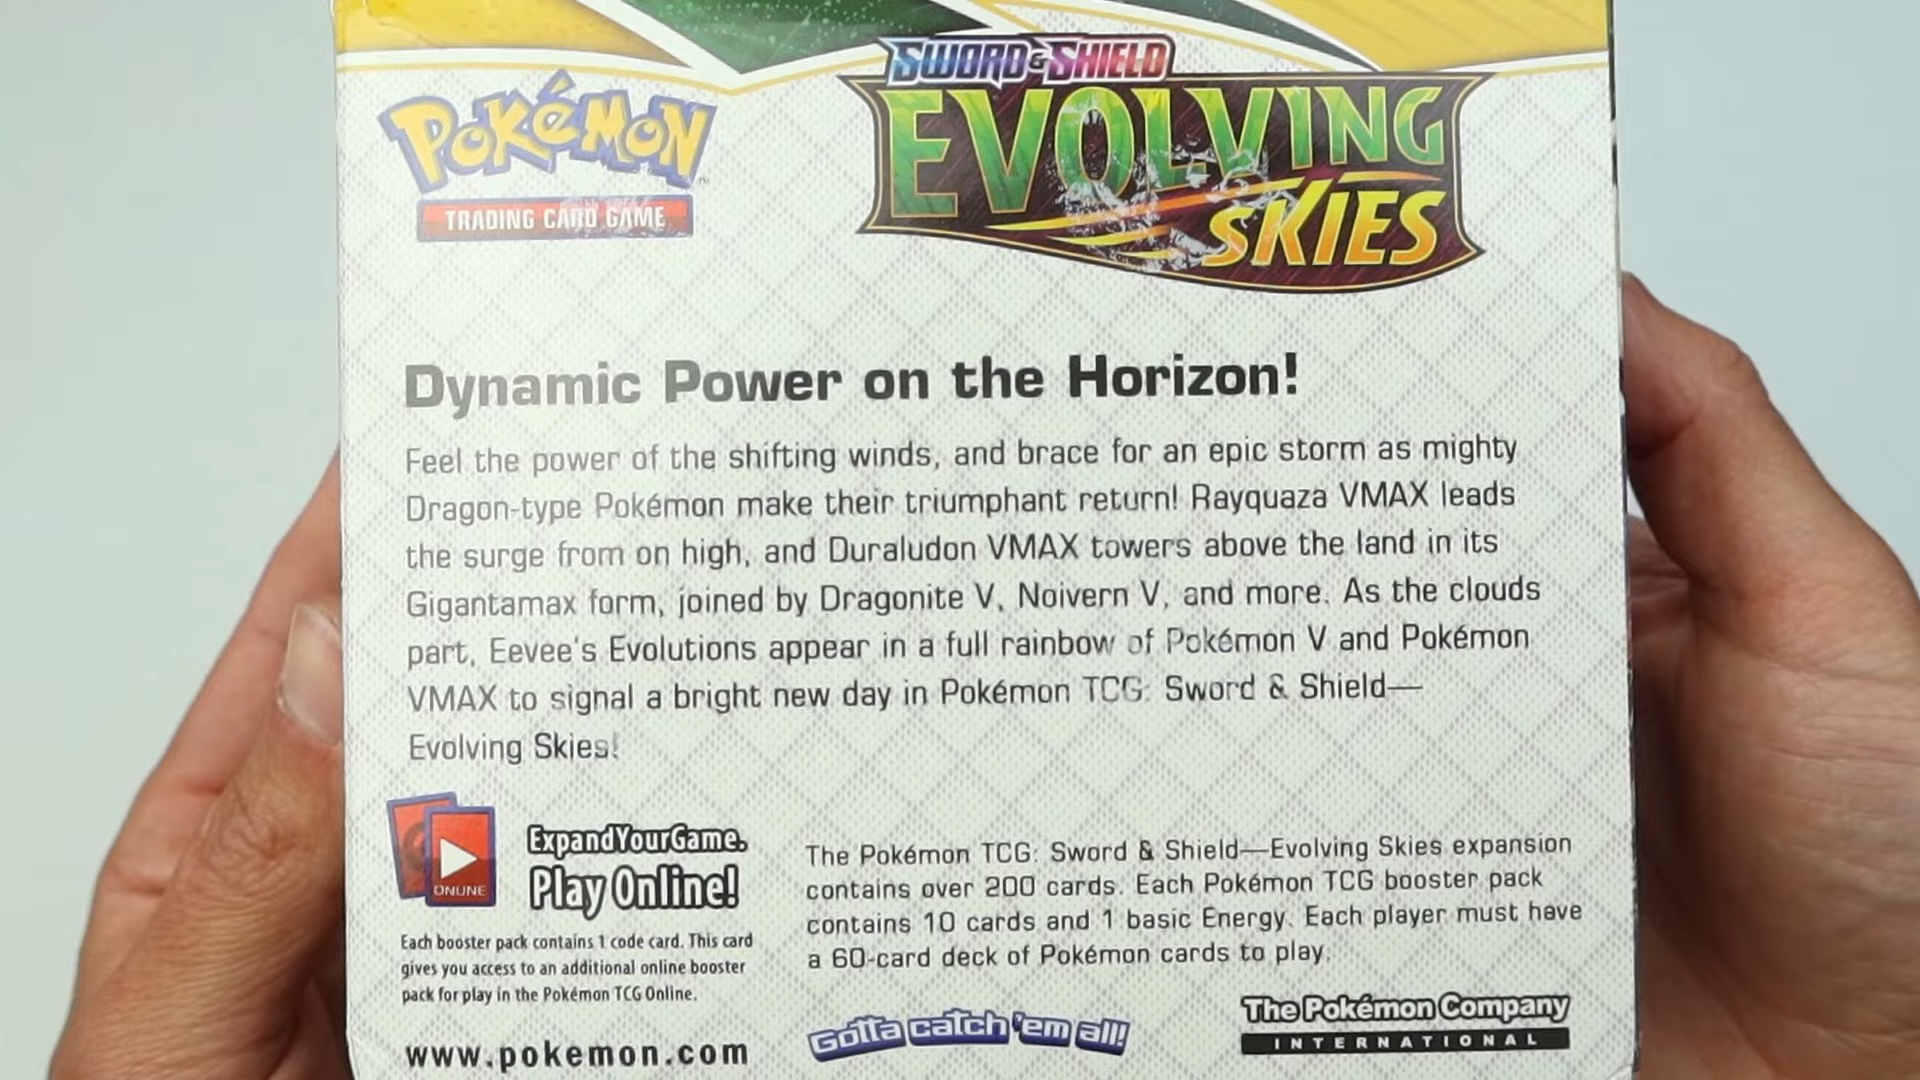 SWORD & SHIELD
POKéMON
EVOLVING
SKIES
TRADING CARD GAME
Dynamic Power on the Horizon!
Feel the power of the shifting winds, and brace for an epic storm as mighty
Dragon-type Pokémon make their triumphant return! Rayquaza VMAX leads
the surge from on high, and Duraludon VMAX towers above the land in its
Gigantamax form, joined by Dragonite V, Noivern V, and more. As the clouds
part, Eevee's Evolutions appear in a full rainbow of Pokémon V and Pokémon
VMAX to signal a bright new day in Pokémon TCG: Sword & Shield—
Evolving Skies!
ONLINE
ExpandYourGame.
Play Online!
Each booster pack contains 1 code card. This card
gives you access to an additional online booster
pack for play in the Pokémon TCG Online.
www.pokemon.com
The Pokémon TCG: Sword & Shield—Evolving Skies expansion
contains over 200 cards. Each Pokémon TCG booster pack
contains 10 cards and 1 basic Energy. Each player must have
a 60-card deck of Pokémon cards to play.
Gotta catch 'em all!
The Pokémon Company
INTERNATIONAL